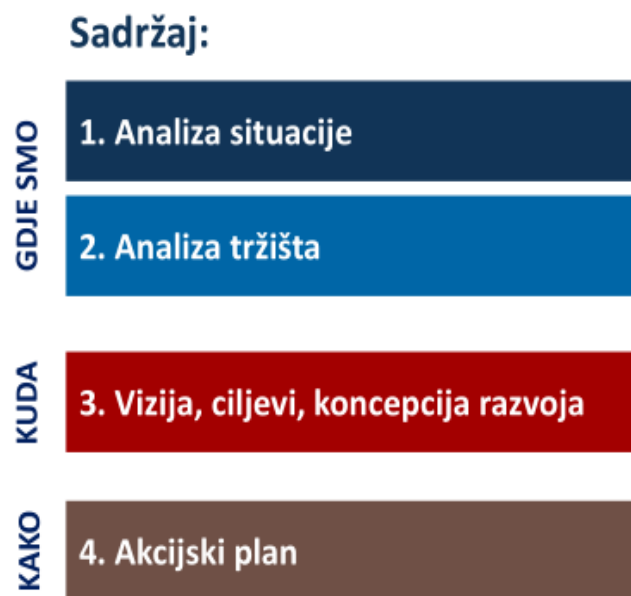 Sadržaj:
GDJE SMO
1. Analiza situacije
2. Analiza tržišta
KUDA
3. Vizija, ciljevi, koncepcija razvoja
KAKO
4. Akcijski plan